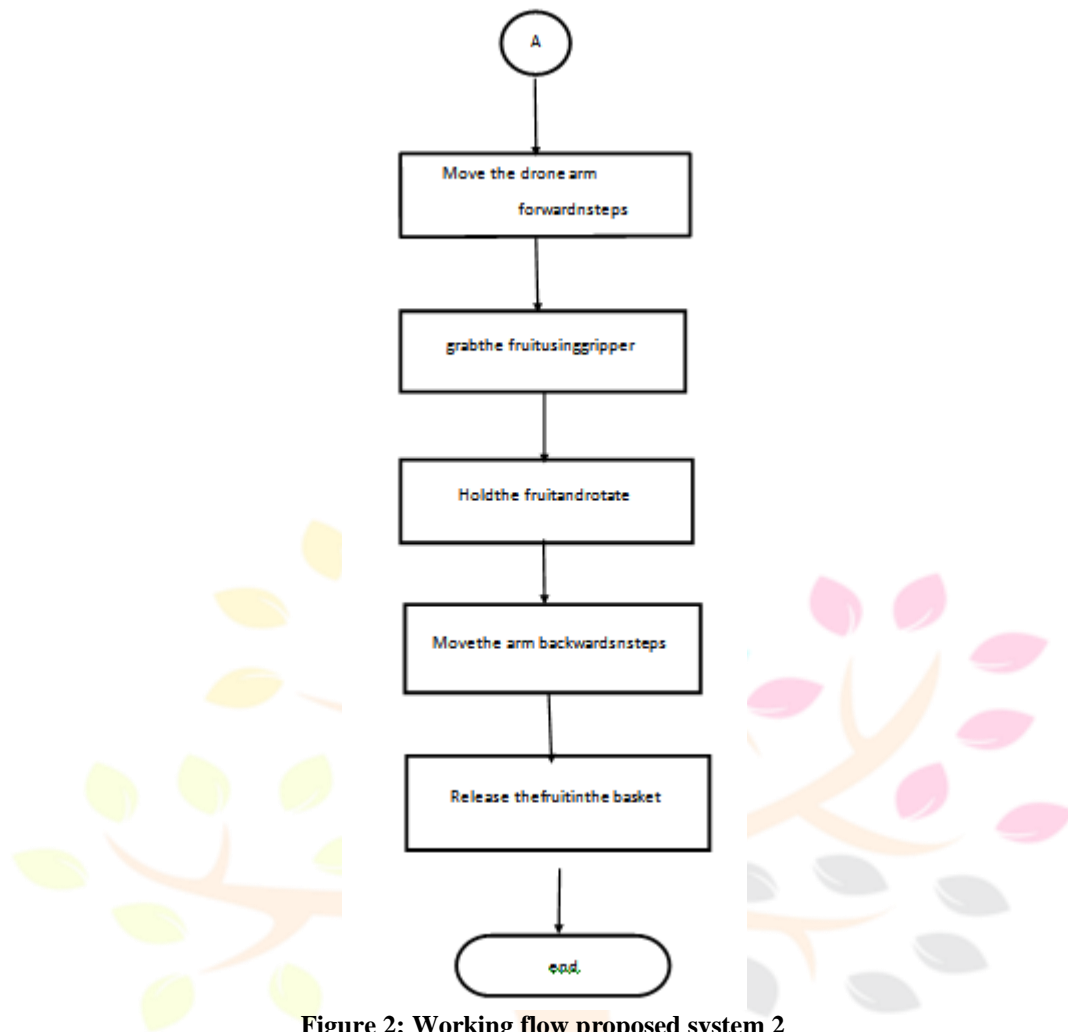 A
Move the drone arm
forwardnsteps
grabthe fruitusinggripper
Holdthe fruitandrotate
Movethe arm backwardsnsteps
Release thefruitinthe basket
end
Figure 2: Working flow proposed system 2